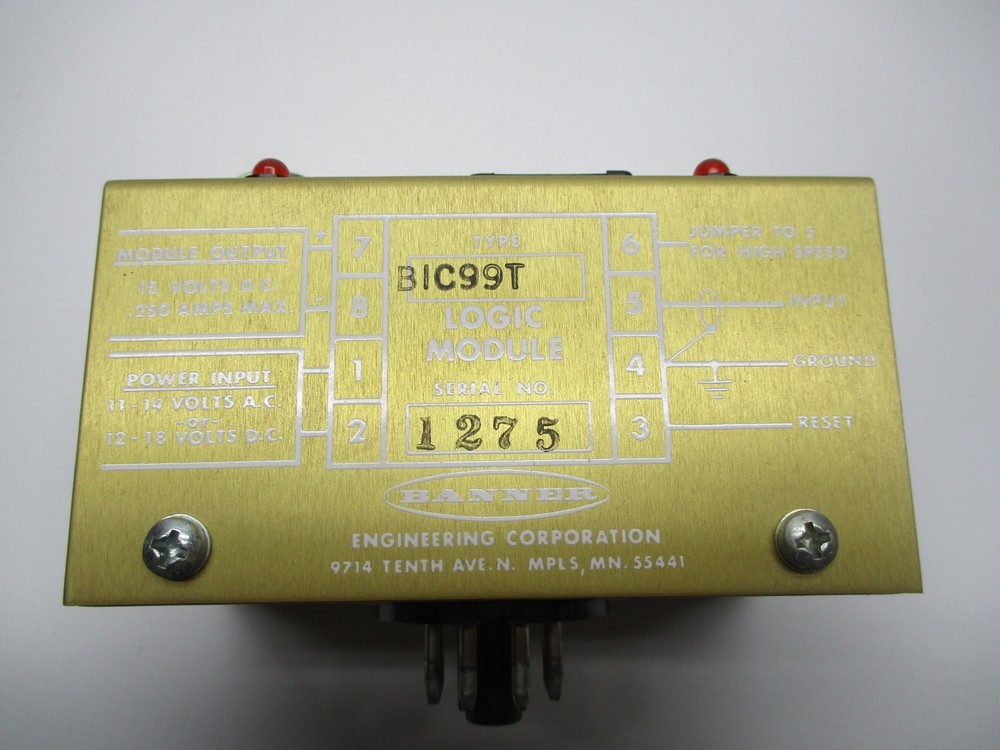 MODULE OUTPUT
15 VOLTS D.C.
.250 AMPS MAX
POWER INPUT
11-14 VOLTS A.C.
-or-
12-18 VOLTS D.C.
+ 7
- 8
1
2
TYPE
B1C99T
LOGIC
MODULE
SERIAL NO.
1275
6
5
4
3
JUMPER TO 5
FOR HIGH SPEED
INPUT
GROUND
RESET
BANNER
ENGINEERING CORPORATION
9714 TENTH AVE.N. MPLS, MN. 55441